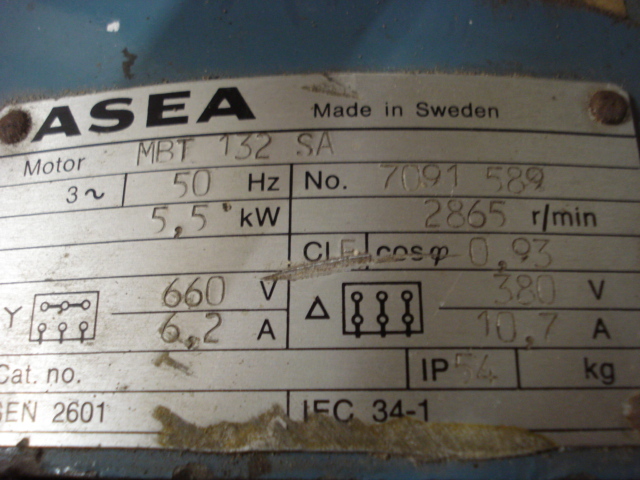 ASEA Made in Sweden
Motor MBT 132 SA
3~ 50 Hz No. 7091 589
5,5 kW 2865 r/min
Cl F cos φ 0,93
Y 660 V Δ 380 V
6,2 A 10,7 A
Cat. no. IP 54 kg
SEN 2601 IEC 34-1